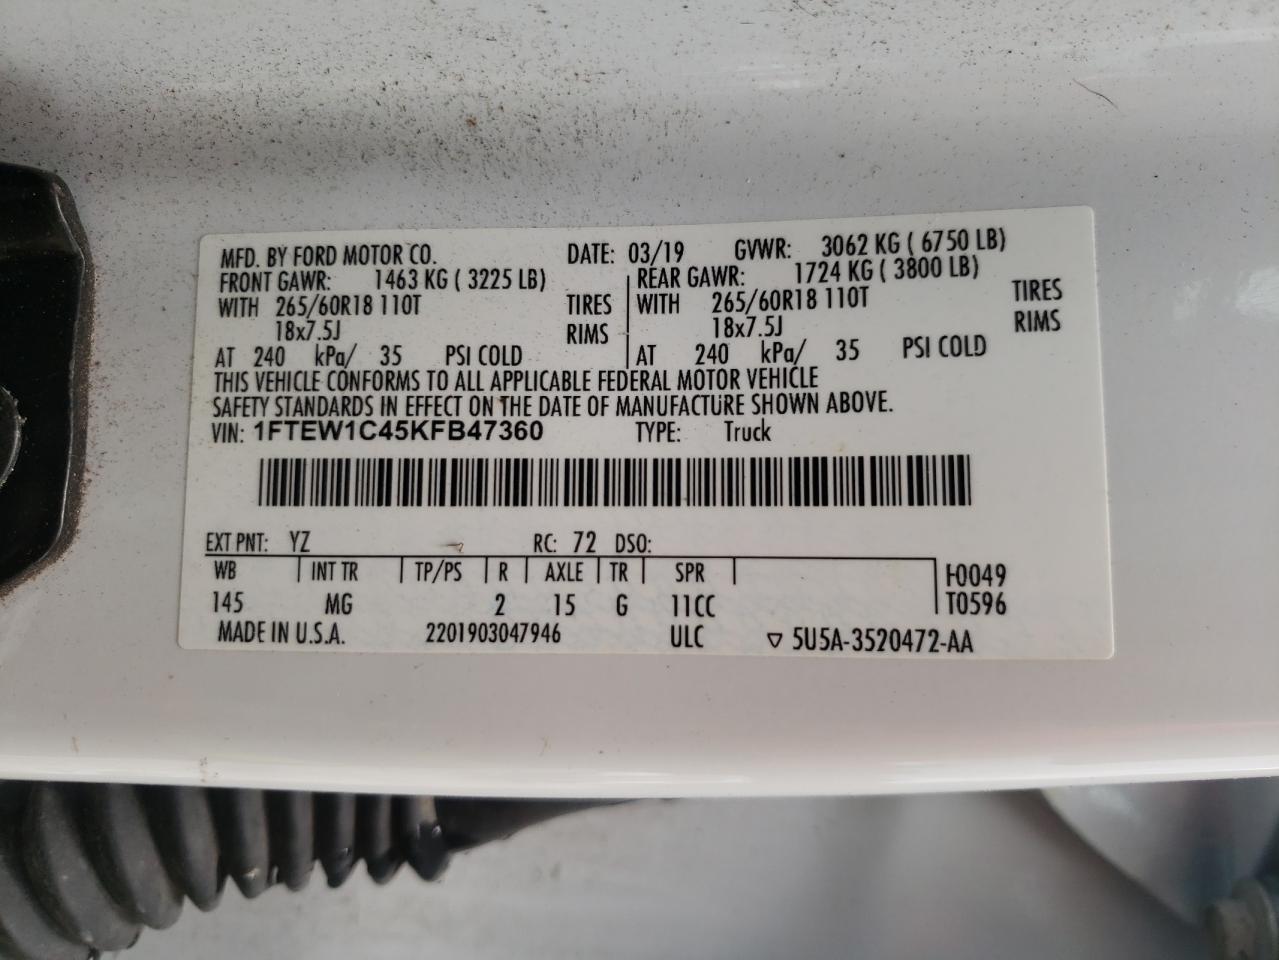 MFD. BY FORD MOTOR CO. DATE: 03/19 GVWR: 3062 KG ( 6750 LB)
FRONT GAWR: 1463 KG ( 3225 LB) REAR GAWR: 1724 KG ( 3800 LB)
WITH 265/60R18 110T TIRES WITH 265/60R18 110T TIRES
18x7.5J RIMS 18x7.5J RIMS
AT 240 kPa/ 35 PSI COLD AT 240 kPa/ 35 PSI COLD
THIS VEHICLE CONFORMS TO ALL APPLICABLE FEDERAL MOTOR VEHICLE
SAFETY STANDARDS IN EFFECT ON THE DATE OF MANUFACTURE SHOWN ABOVE.
VIN: 1FTEW1C45KFB47360 TYPE: Truck
EXT PNT: YZ RC: 72 DSO:
WB INT TR TP/PS R AXLE TR SPR I-0049
145 MG 2 15 G 11CC T0596
MADE IN U.S.A. 2201903047946 ULC ▽ 5U5A-3520472-AA